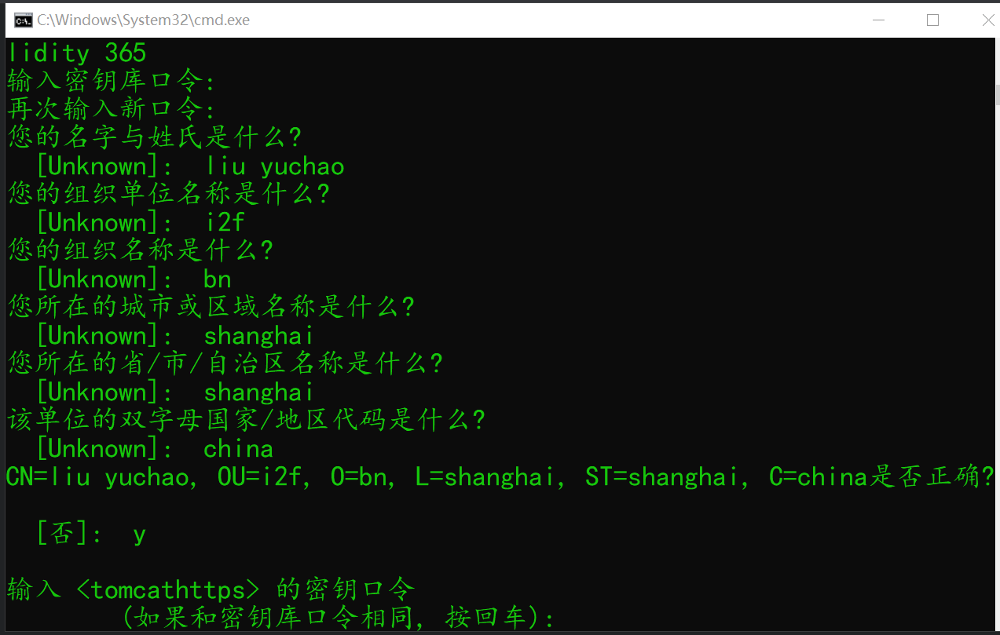 C:\Windows\System32\cmd.exe
lidity 365
输入密钥库口令:
再次输入新口令:
您的名字与姓氏是什么?
[Unknown]:  liu yuchao
您的组织单位名称是什么?
[Unknown]:  i2f
您的组织名称是什么?
[Unknown]:  bn
您所在的城市或区域名称是什么?
[Unknown]:  shanghai
您所在的省/市/自治区名称是什么?
[Unknown]:  shanghai
该单位的双字母国家/地区代码是什么?
[Unknown]:  china
CN=liu yuchao, OU=i2f, O=bn, L=shanghai, ST=shanghai, C=china是否正确?
[否]:  y
输入 <tomcathttps> 的密钥口令
(如果和密钥库口令相同, 按回车):